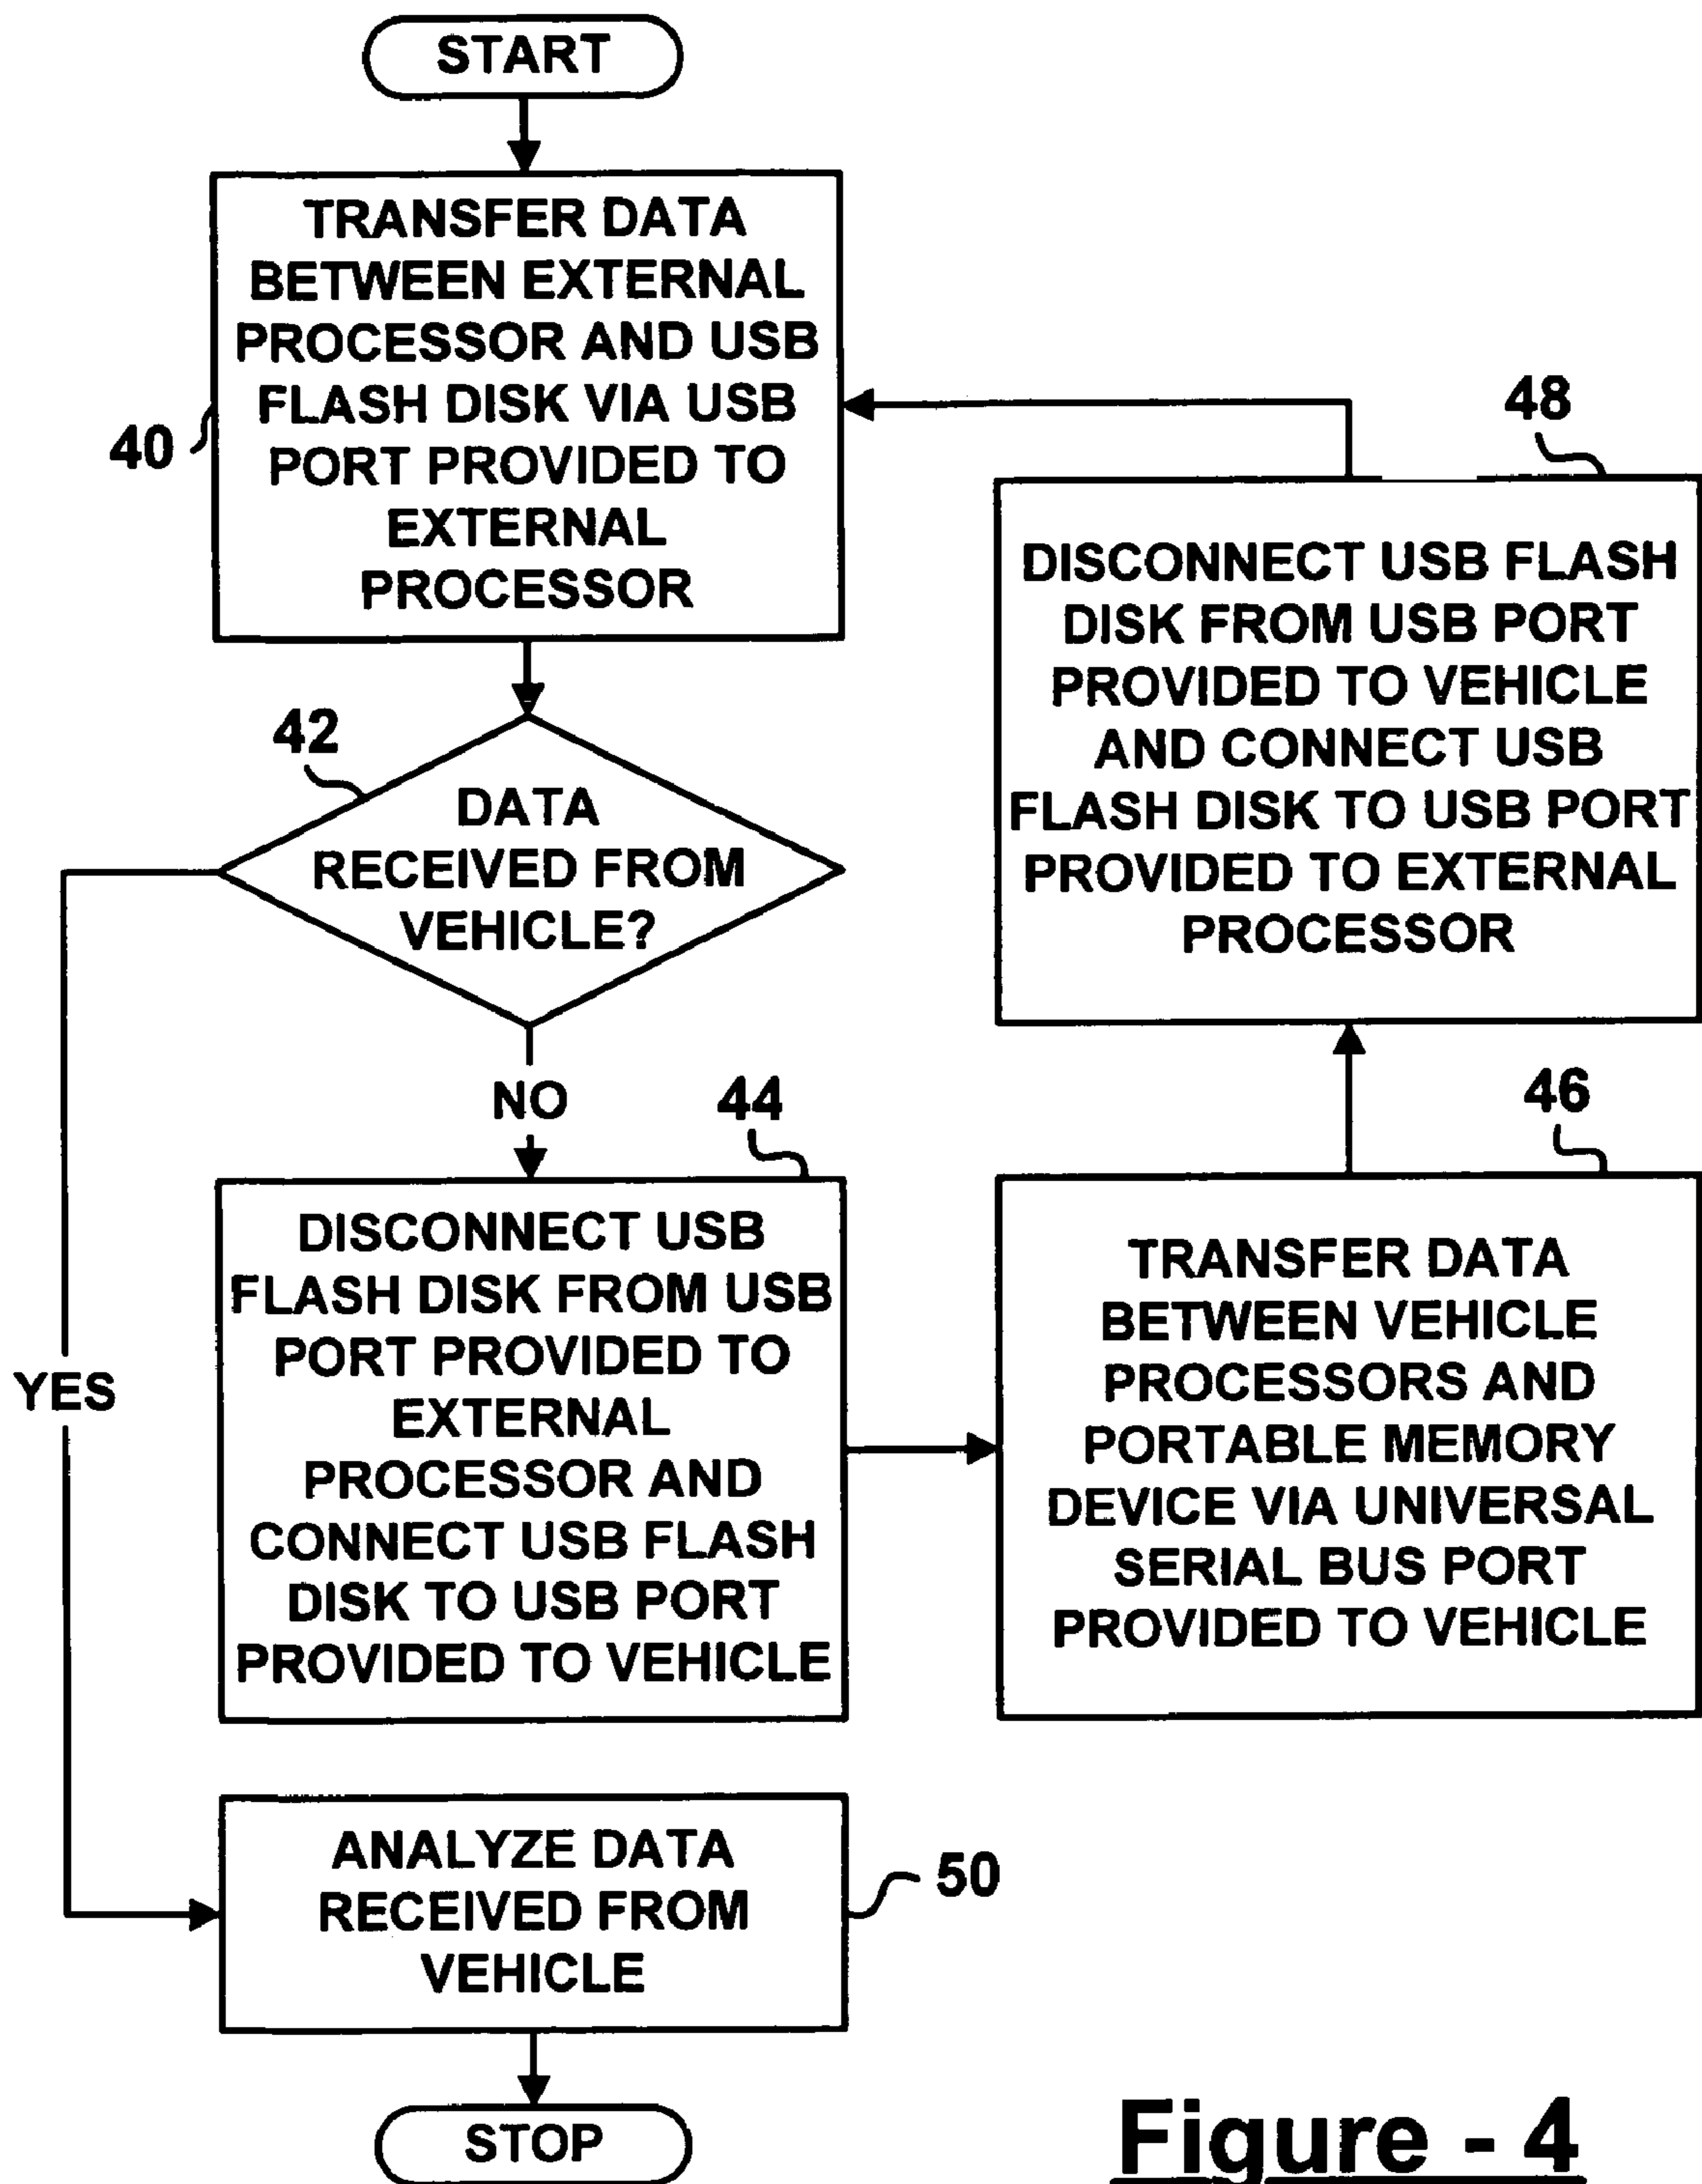 START
TRANSFER DATA
BETWEEN EXTERNAL
PROCESSOR AND USB
FLASH DISK VIA USB
PORT PROVIDED TO
EXTERNAL
PROCESSOR
40
42
DATA
RECEIVED FROM
VEHICLE?
YES
NO
44
DISCONNECT USB
FLASH DISK FROM USB
PORT PROVIDED TO
EXTERNAL
PROCESSOR AND
CONNECT USB FLASH
DISK TO USB PORT
PROVIDED TO VEHICLE
46
TRANSFER DATA
BETWEEN VEHICLE
PROCESSORS AND
PORTABLE MEMORY
DEVICE VIA UNIVERSAL
SERIAL BUS PORT
PROVIDED TO VEHICLE
48
DISCONNECT USB FLASH
DISK FROM USB PORT
PROVIDED TO VEHICLE
AND CONNECT USB
FLASH DISK TO USB PORT
PROVIDED TO EXTERNAL
PROCESSOR
ANALYZE DATA
RECEIVED FROM
VEHICLE
50
STOP
Figure - 4